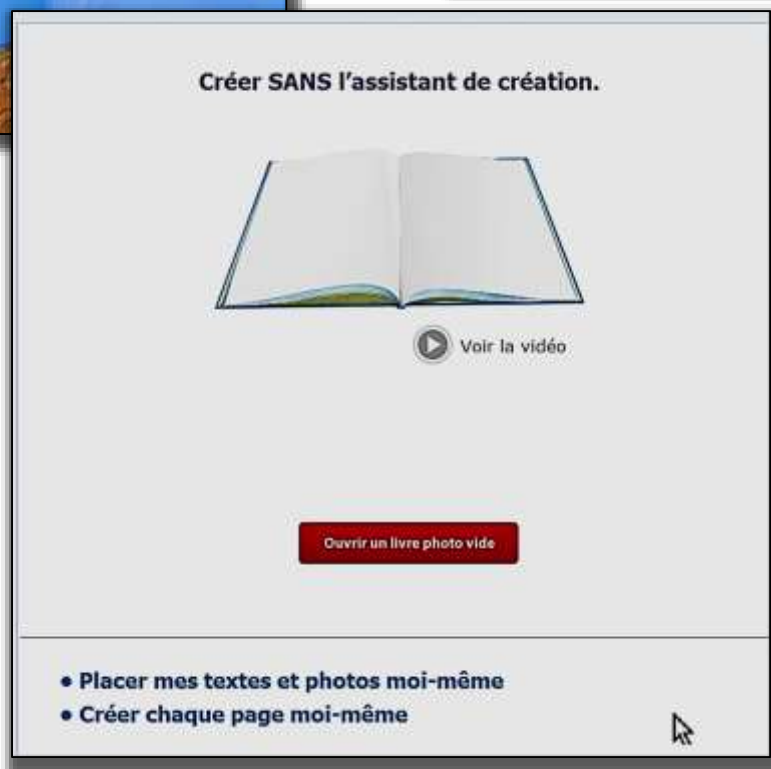 Créer SANS l’assistant de création.
Voir la vidéo
Ouvrir un livre photo vide
• Placer mes textes et photos moi-même
• Créer chaque page moi-même